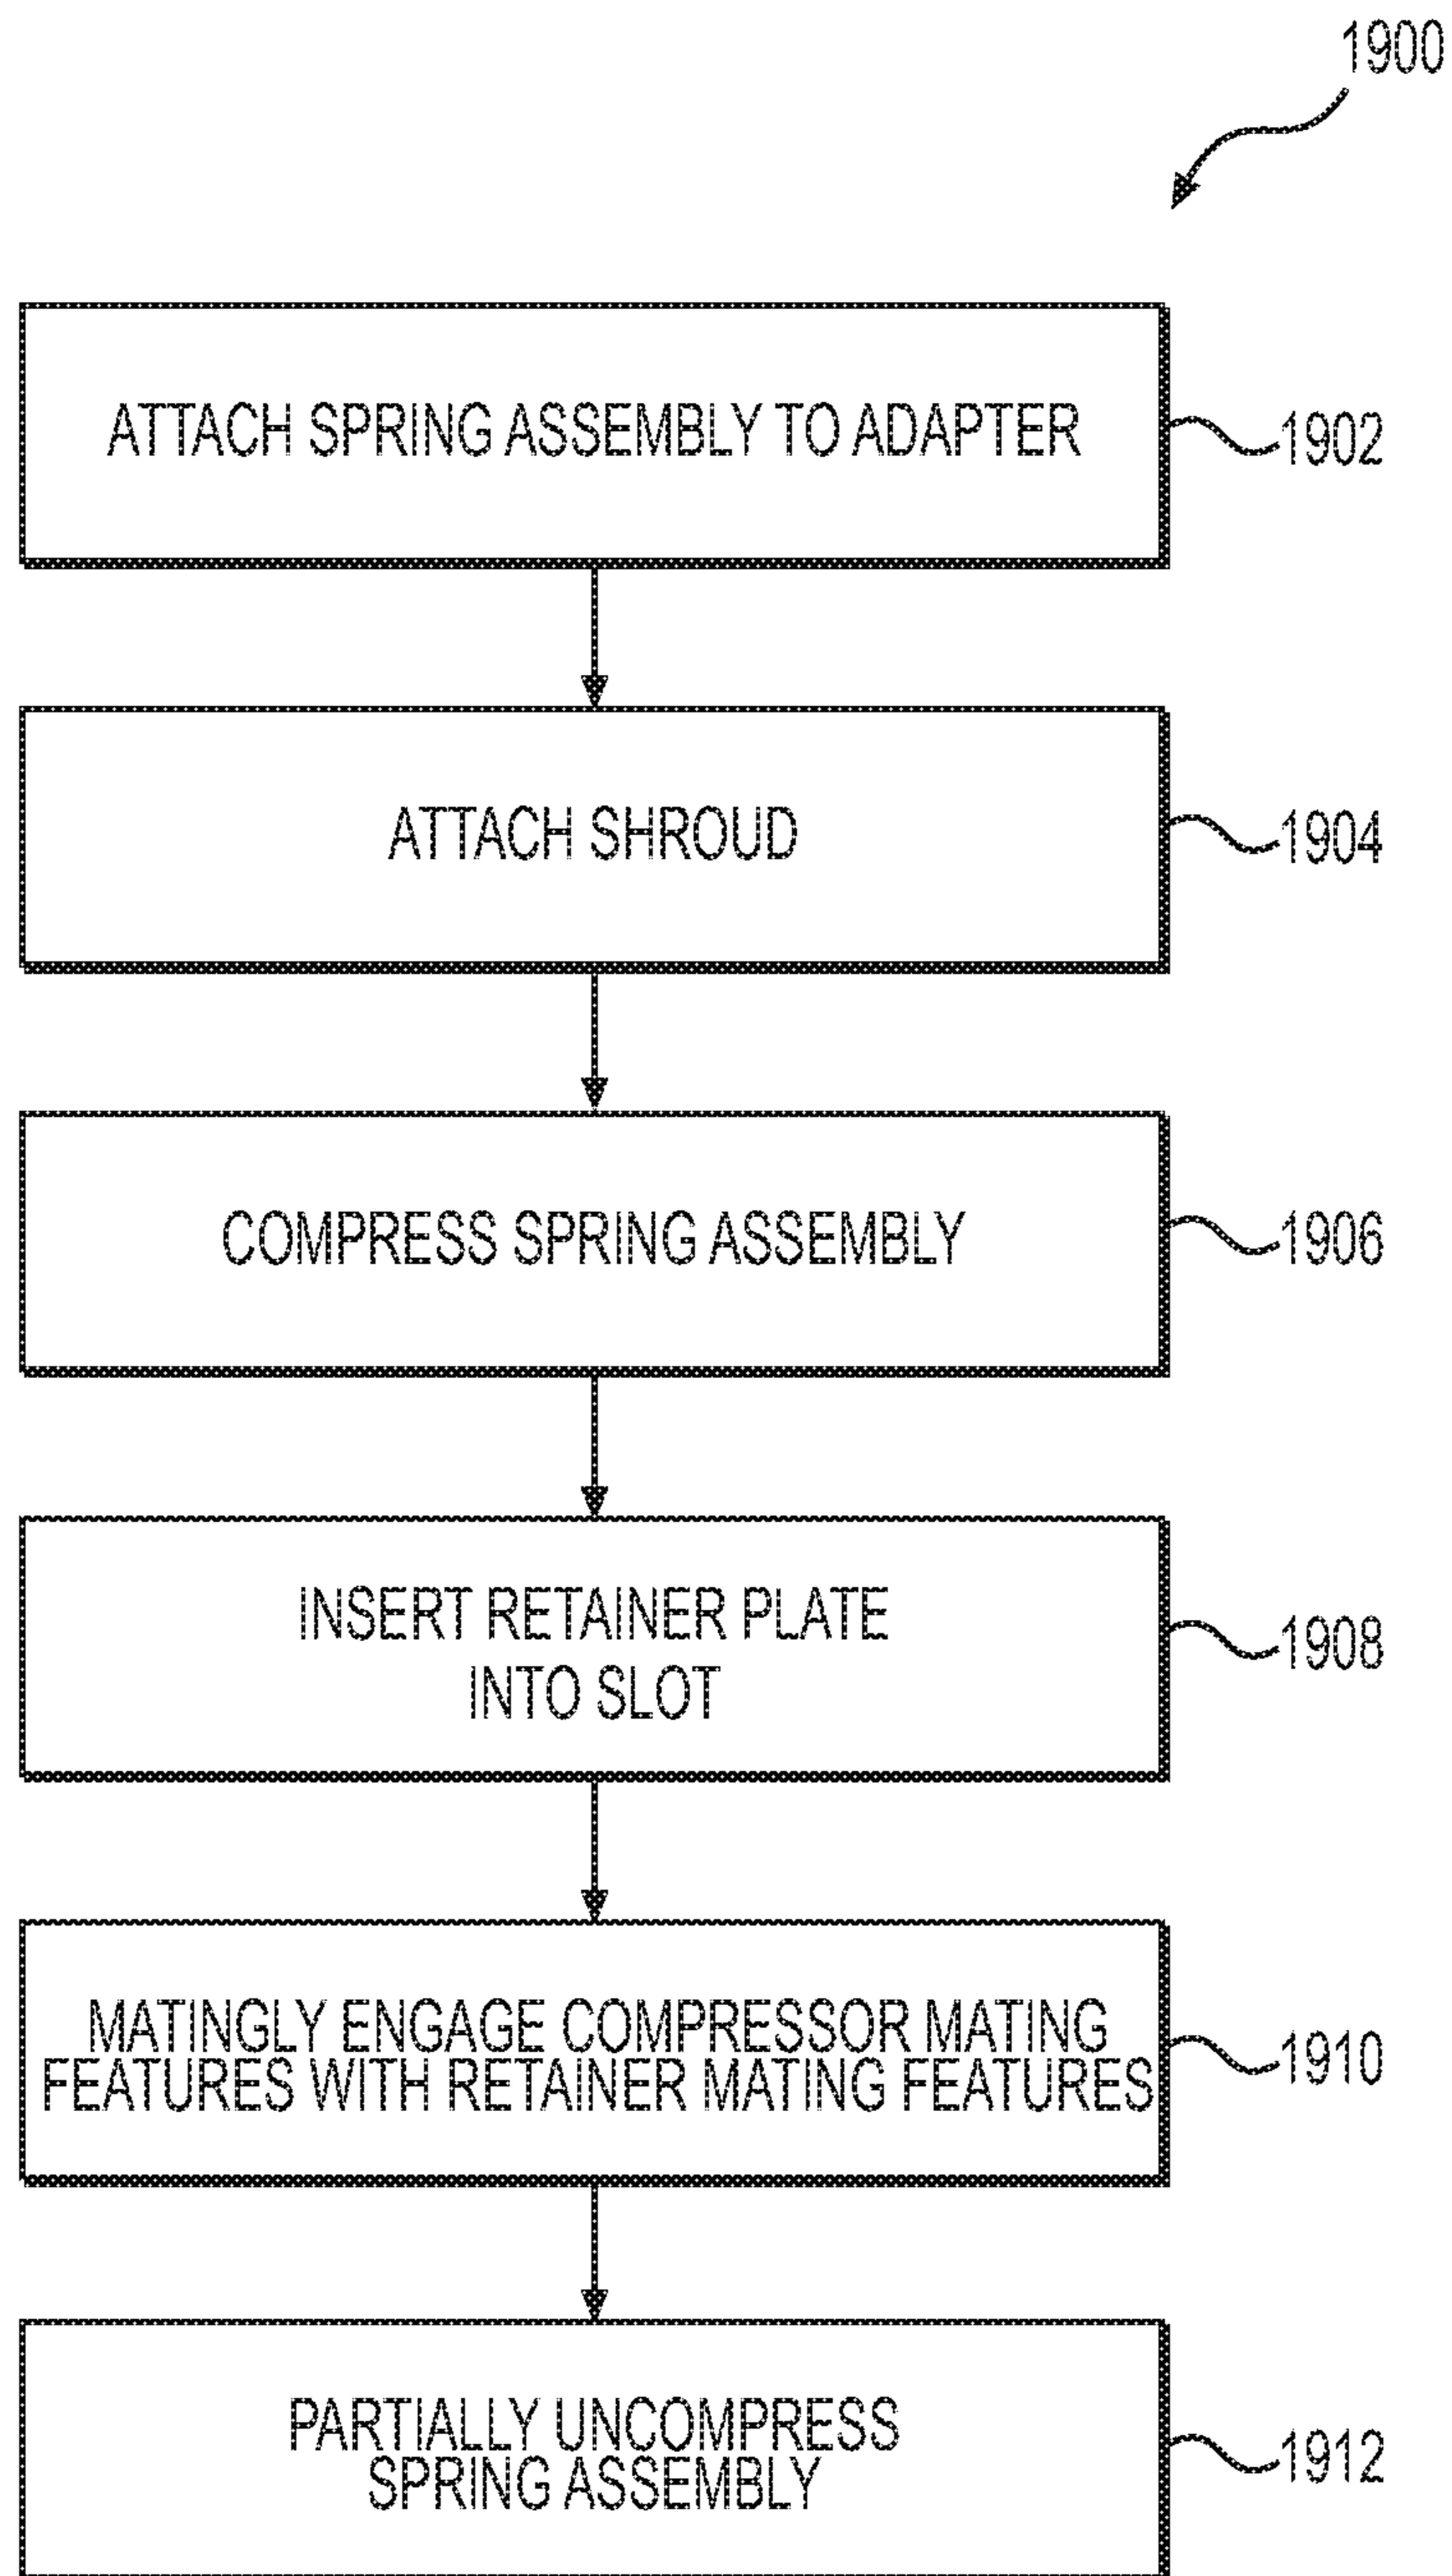 1900
ATTACH SPRING ASSEMBLY TO ADAPTER
1902
ATTACH SHROUD
1904
COMPRESS SPRING ASSEMBLY
1906
INSERT RETAINER PLATE
INTO SLOT
1908
MATINGLY ENGAGE COMPRESSOR MATING
FEATURES WITH RETAINER MATING FEATURES
1910
PARTIALLY UNCOMPRESS
SPRING ASSEMBLY
1912